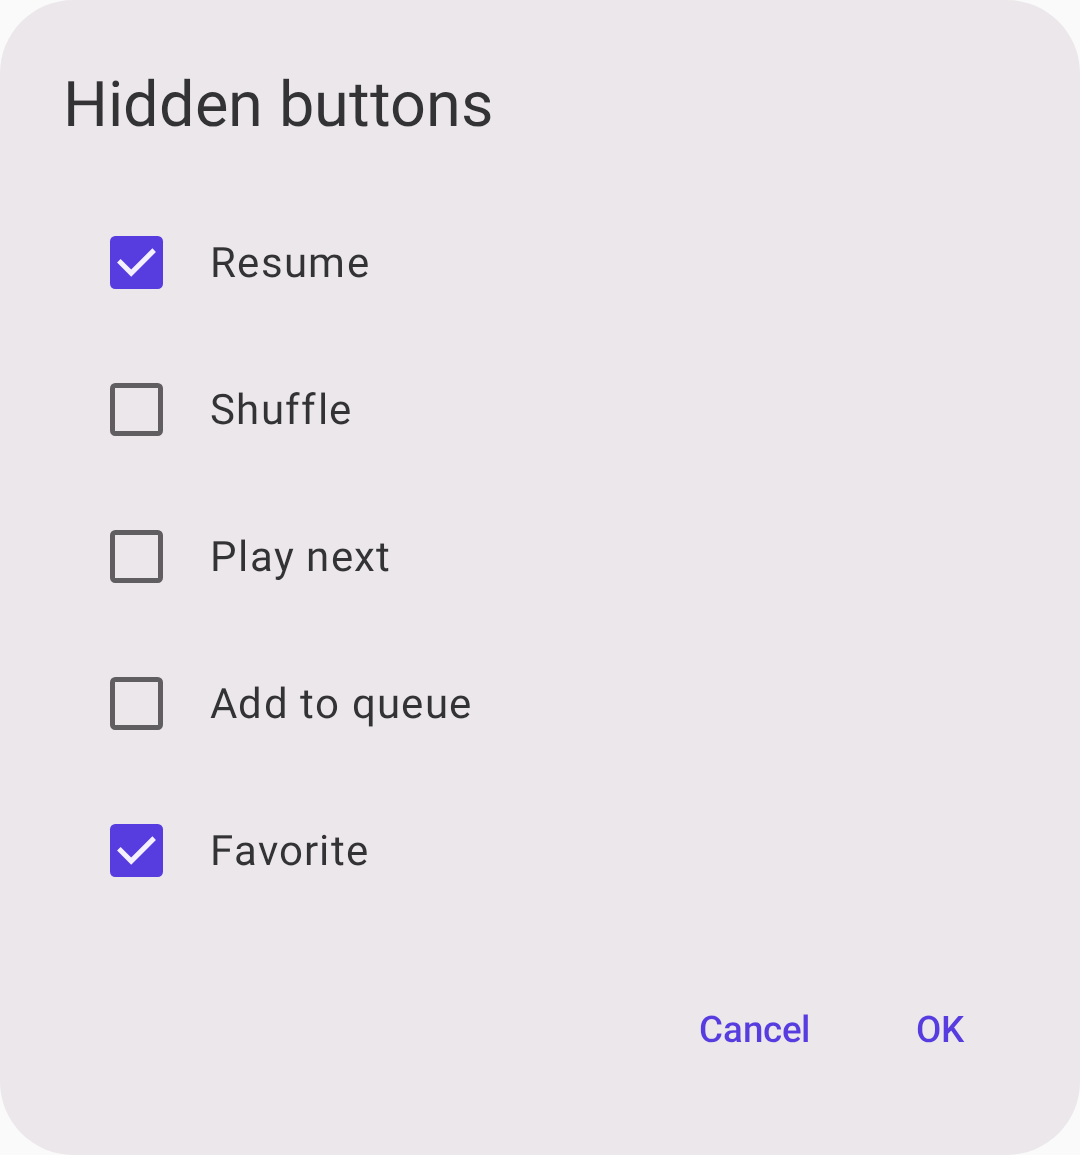 Hidden buttons
Resume
Shuffle
Play next
Add to queue
Favorite
Cancel OK